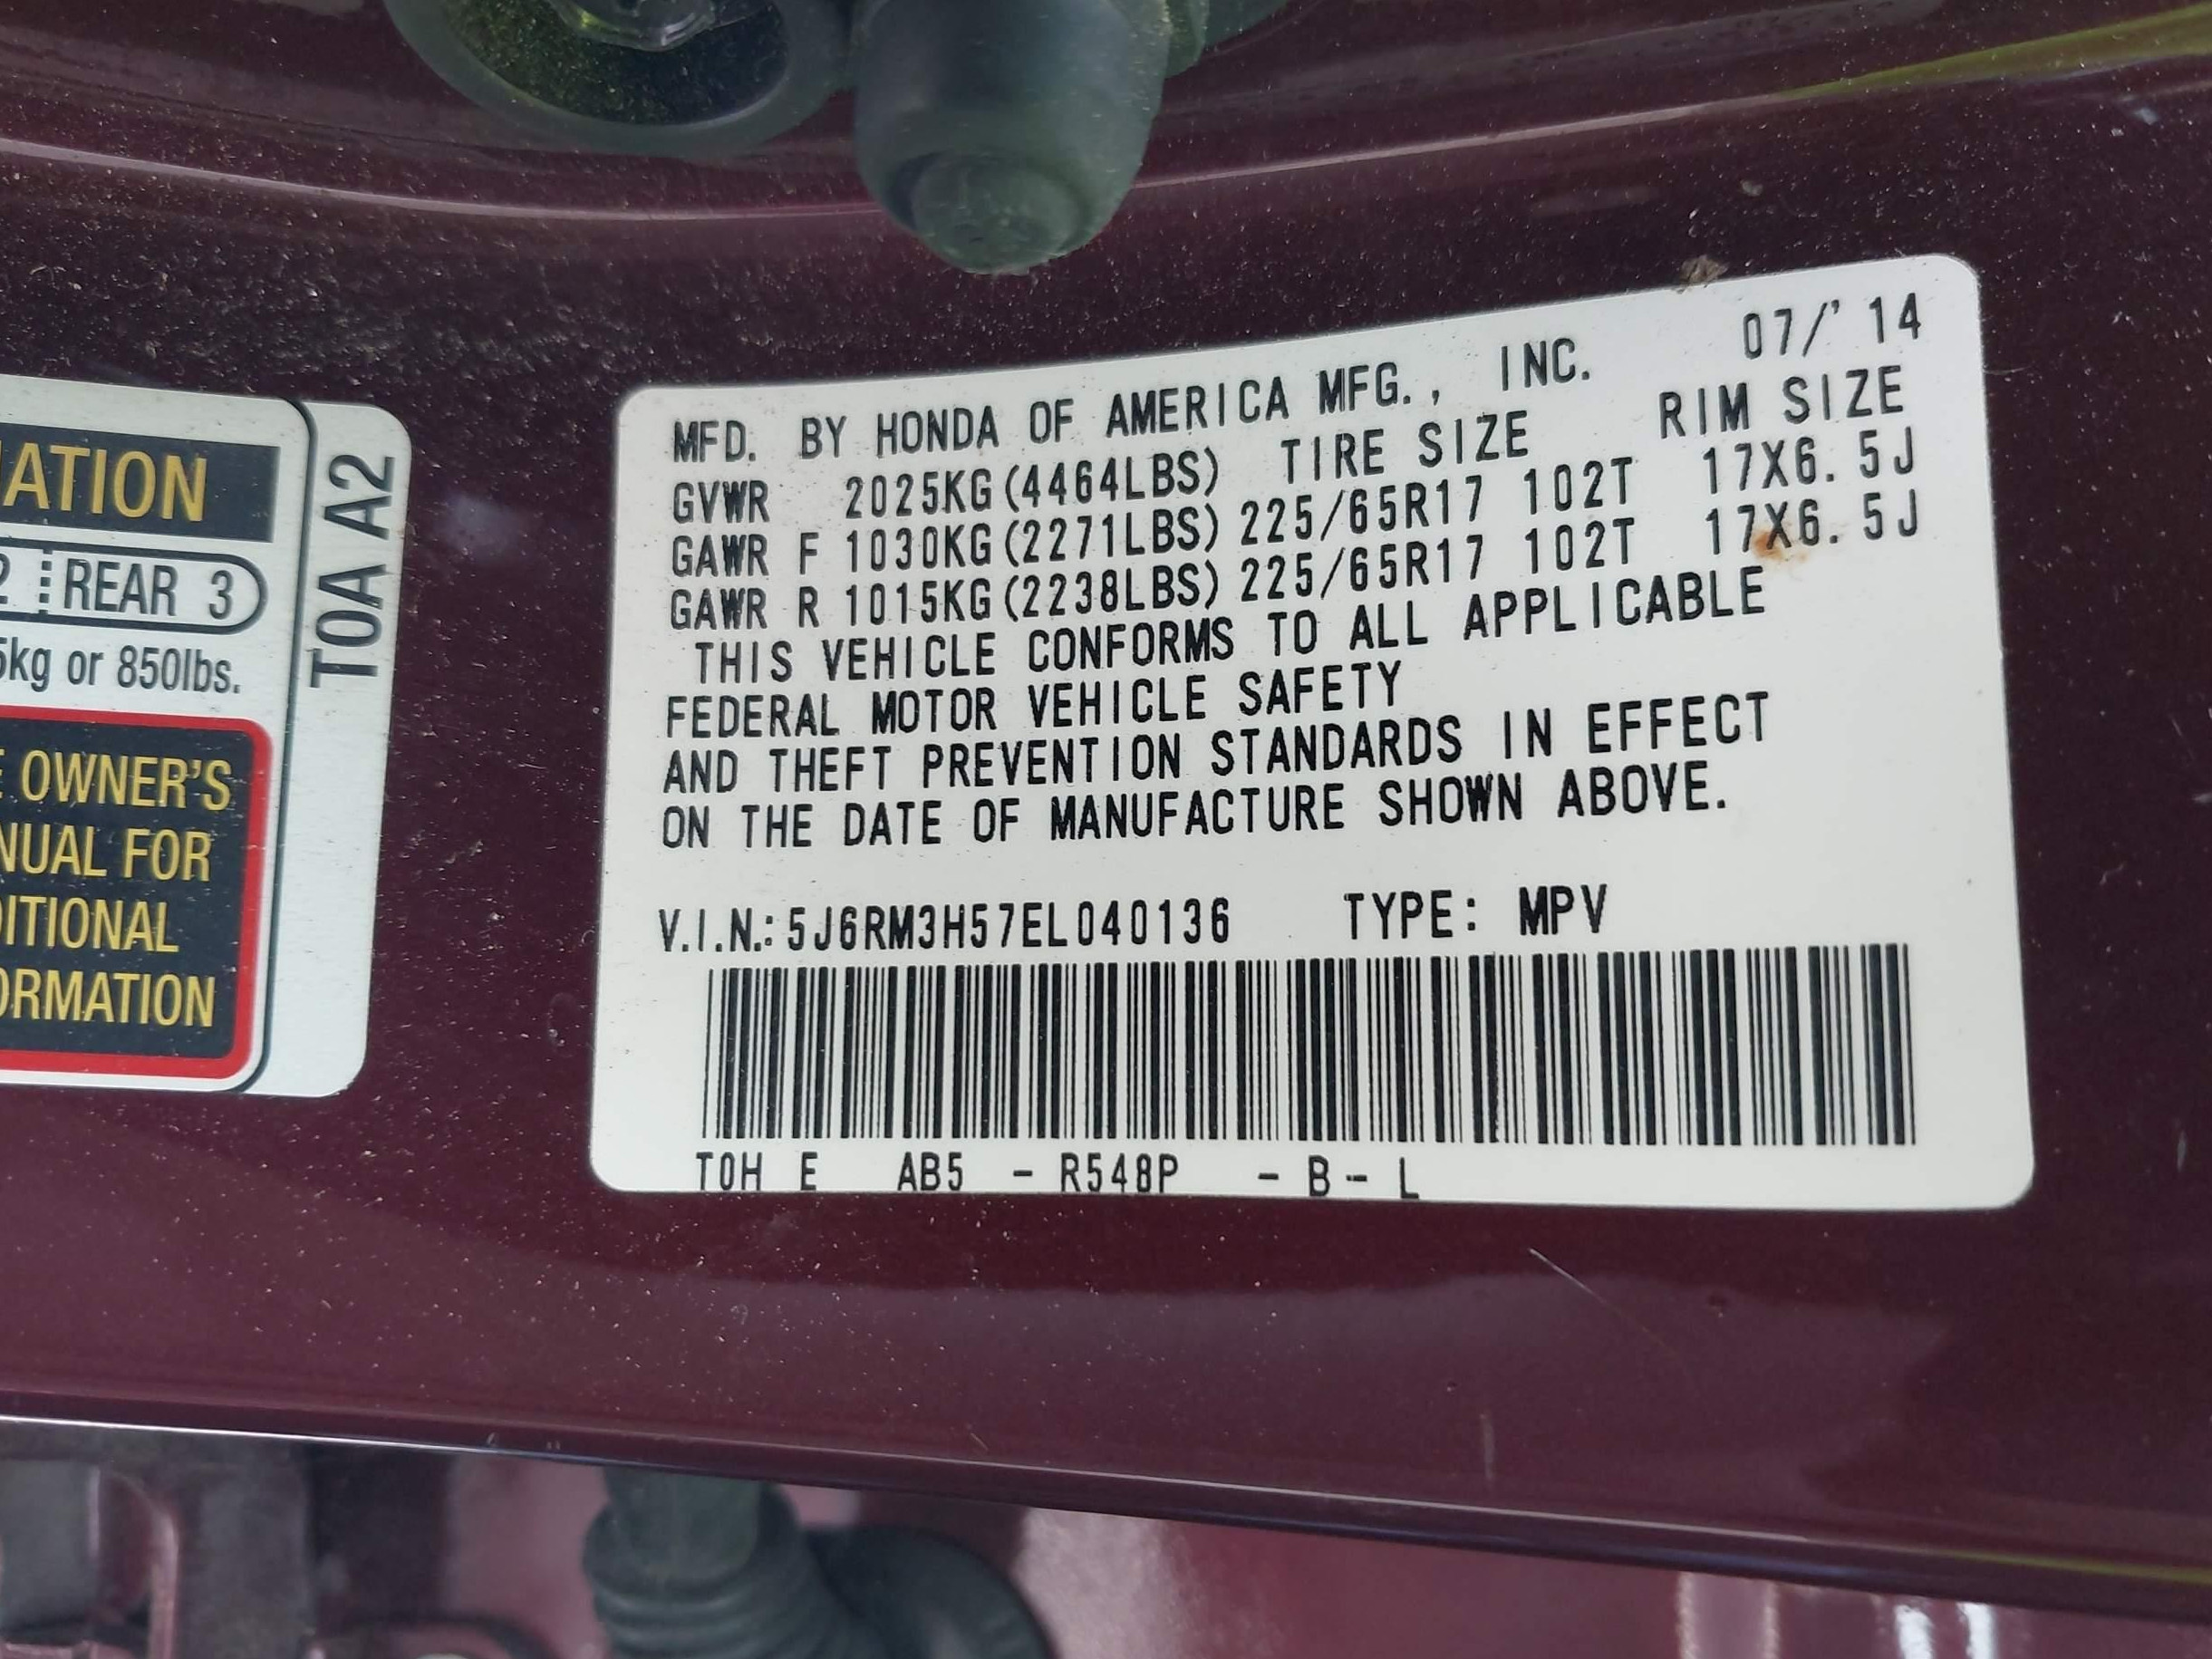 ATION
2 REAR 3
5kg or 850lbs.
OWNER'S
NUAL FOR
DITIONAL
ORMATION
T0A A2
MFD. BY HONDA OF AMERICA MFG., INC. 07/'14
GVWR 2025KG(4464LBS) TIRE SIZE RIM SIZE
GAWR F 1030KG(2271LBS) 225/65R17 102T 17X6.5J
GAWR R 1015KG(2238LBS) 225/65R17 102T 17X6.5J
THIS VEHICLE CONFORMS TO ALL APPLICABLE
FEDERAL MOTOR VEHICLE SAFETY
AND THEFT PREVENTION STANDARDS IN EFFECT
ON THE DATE OF MANUFACTURE SHOWN ABOVE.
V.I.N.: 5J6RM3H57EL040136 TYPE: MPV
T0H E AB5 - R548P - B - L